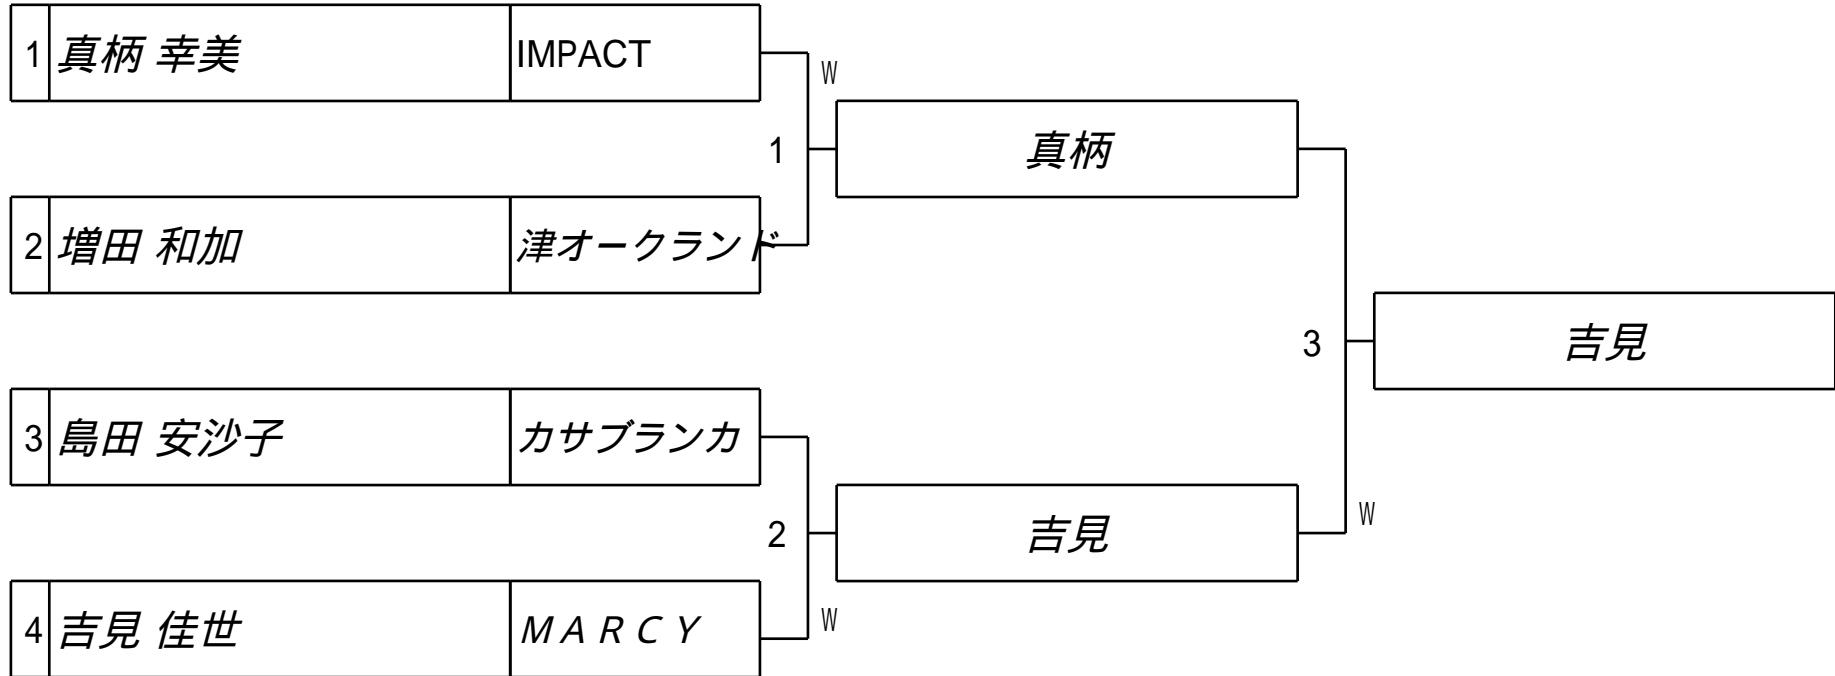 1 真柄 幸美 IMPACT
W
1 真柄
2 増田 和加 津オークランド
3 吉見
3 島田 安沙子 カサブランカ
W
2 吉見
4 吉見 佳世 ＭＡＲＣＹ
W